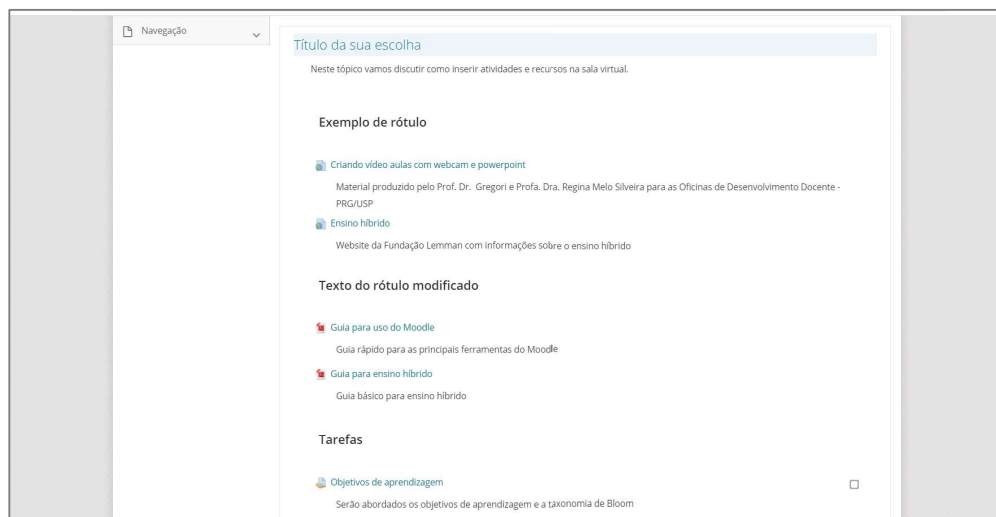 Navegação
Título da sua escolha
Neste tópico vamos discutir como inserir atividades e recursos na sala virtual.
Exemplo de rótulo
Criando vídeo aulas com webcam e powerpoint
Material produzido pelo Prof. Dr. Gregori e Profa. Dra. Regina Melo Silveira para as Oficinas de Desenvolvimento Docente -
PRG/USP
Ensino híbrido
Website da Fundação Lemman com informações sobre o ensino híbrido
Texto do rótulo modificado
Guia para uso do Moodle
Guia rápido para as principais ferramentas do Moodle
Guia para ensino híbrido
Guia básico para ensino híbrido
Tarefas
Objetivos de aprendizagem
Serão abordados os objetivos de aprendizagem e a taxonomia de Bloom